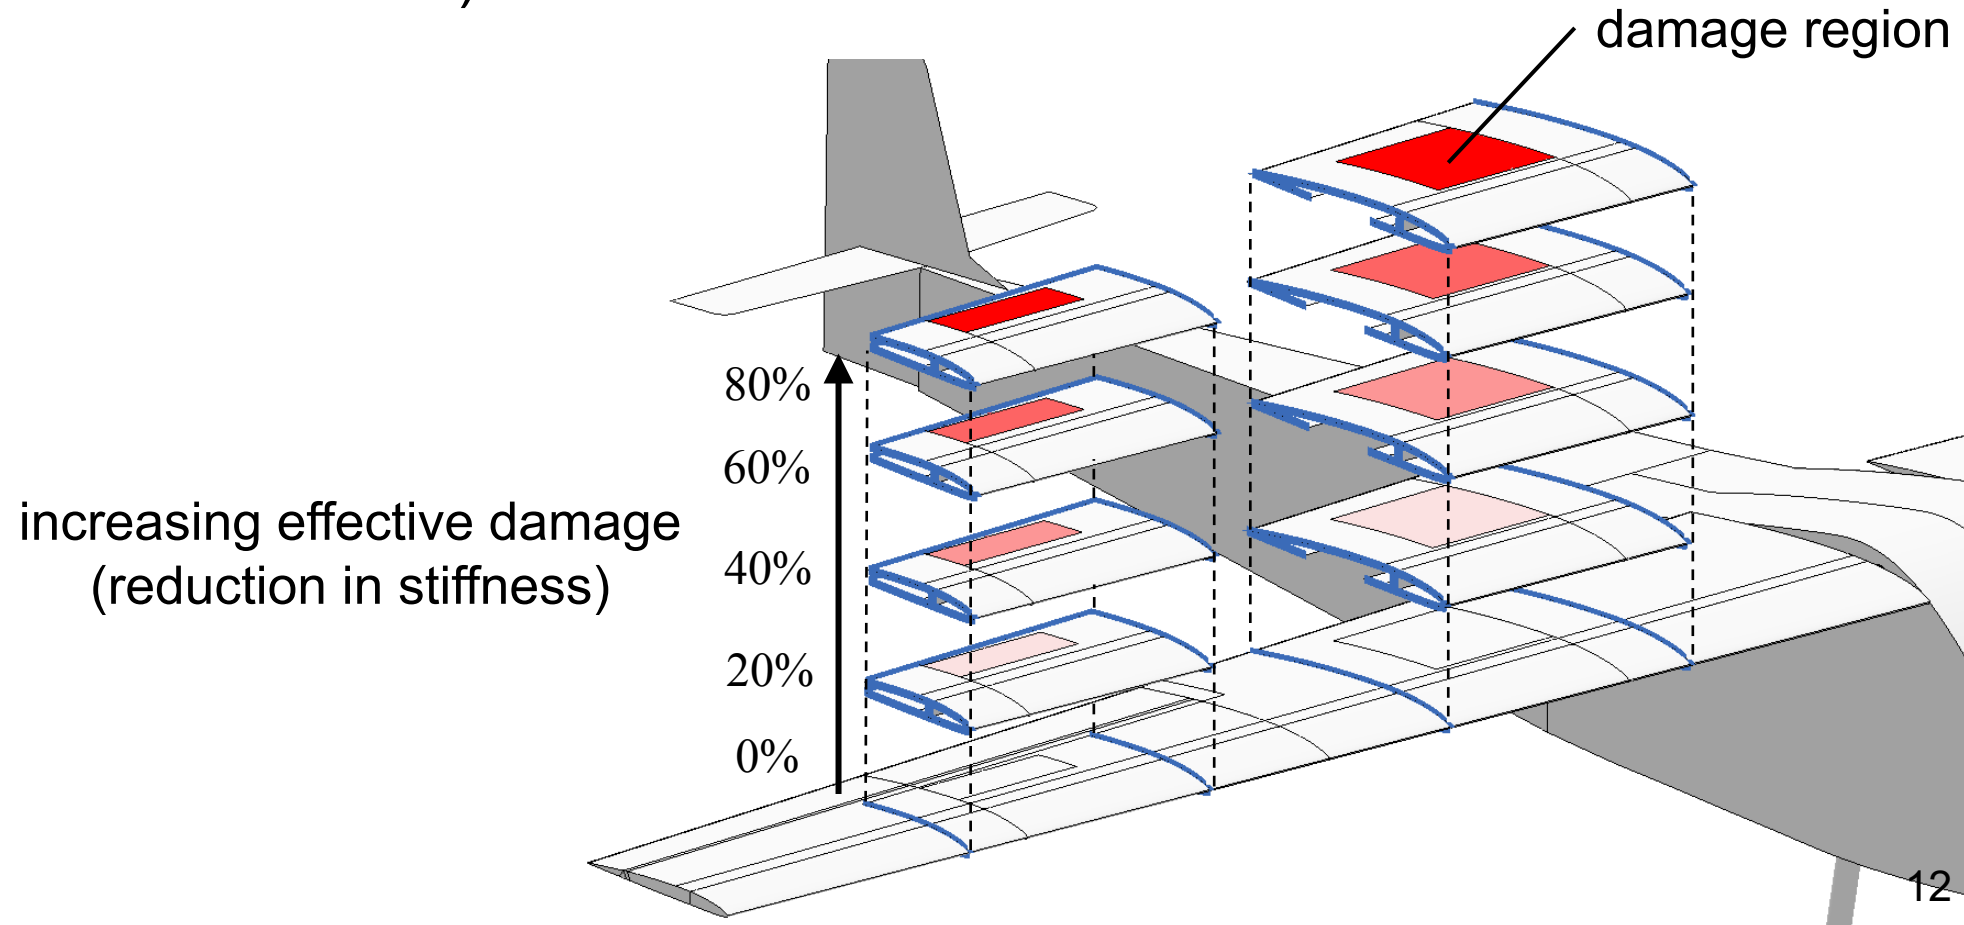 damage region
80%
60%
increasing effective damage
(reduction in stiffness)
40%
20%
0%
12